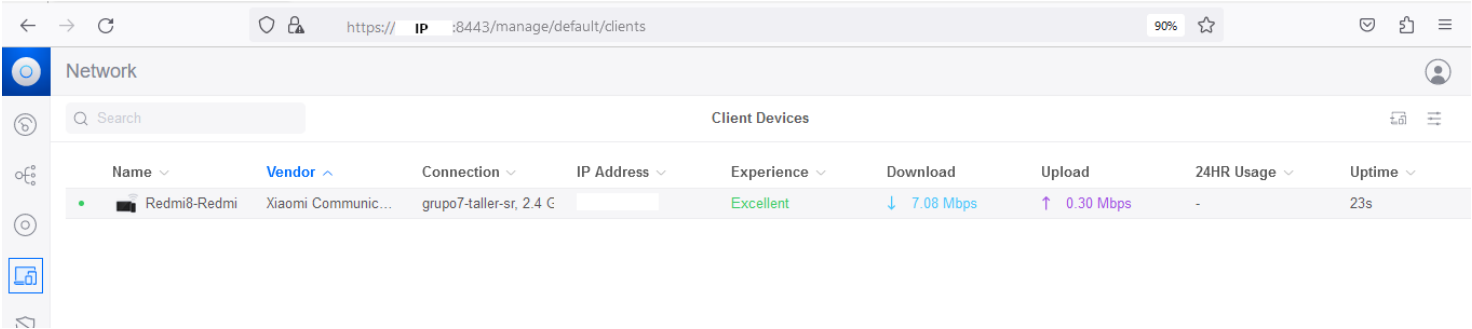 https:// IP :8443/manage/default/clients 90%
Network
Search Client Devices
Name Vendor Connection IP Address Experience Download Upload 24HR Usage Uptime
Redmi8-Redmi Xiaomi Communic... grupo7-taller-sr, 2.4 G Excellent ↓ 7.08 Mbps ↑ 0.30 Mbps - 23s